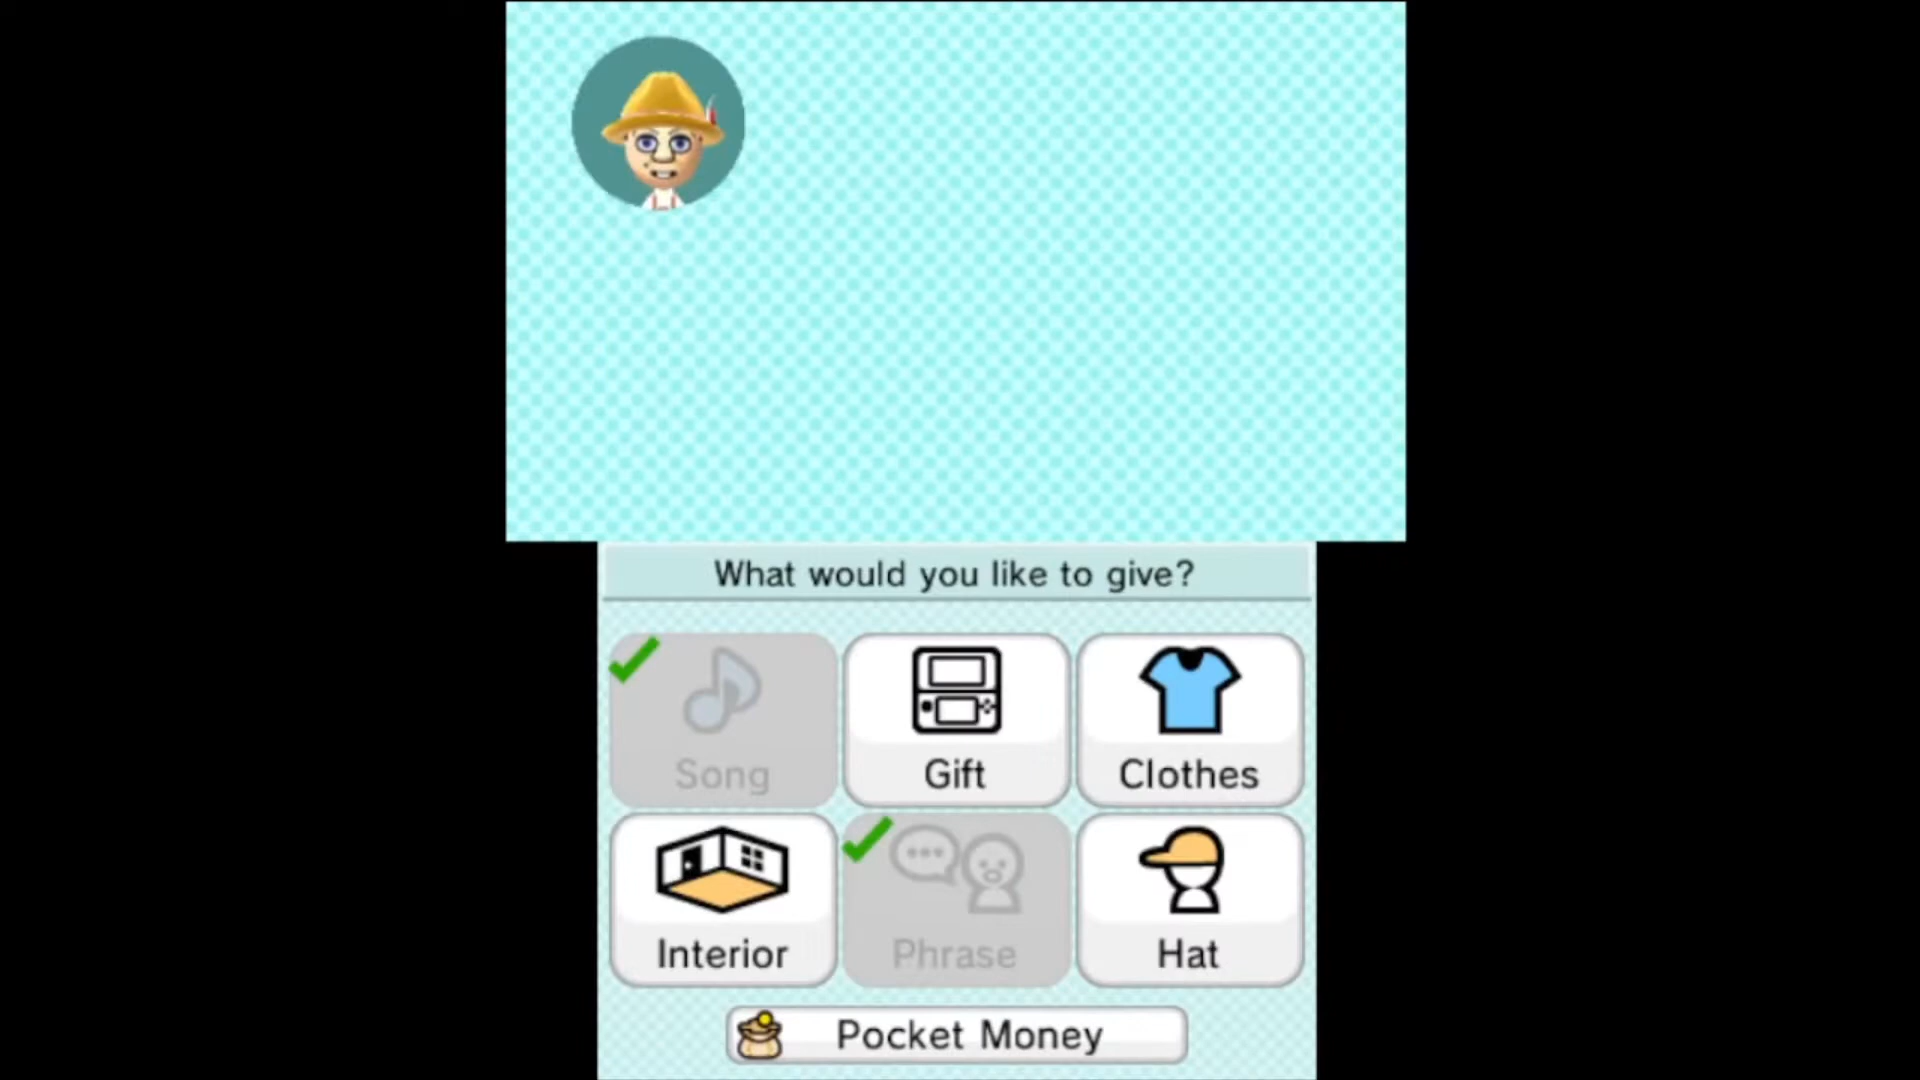 What would you like to give?
Song
Gift
Clothes
Interior
Phrase
Hat
Pocket Money